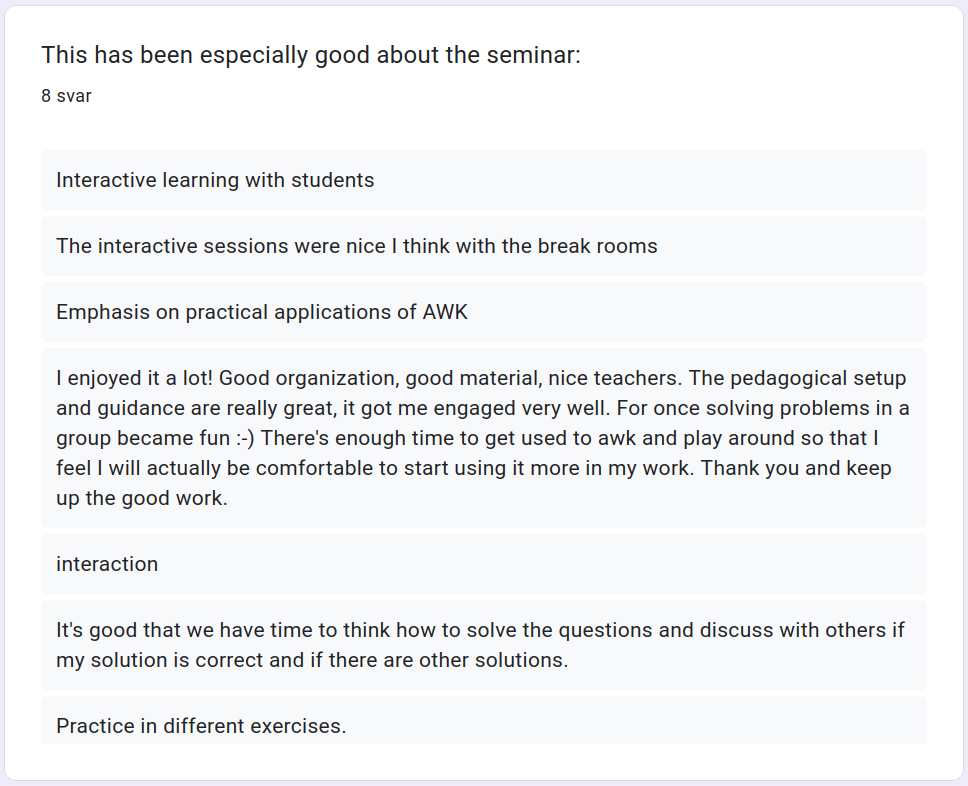 This has been especially good about the seminar:
8 svar
Interactive learning with students
The interactive sessions were nice I think with the break rooms
Emphasis on practical applications of AWK
I enjoyed it a lot! Good organization, good material, nice teachers. The pedagogical setup
and guidance are really great, it got me engaged very well. For once solving problems in a
group became fun :-) There's enough time to get used to awk and play around so that I
feel I will actually be comfortable to start using it more in my work. Thank you and keep
up the good work.
interaction
It's good that we have time to think how to solve the questions and discuss with others if
my solution is correct and if there are other solutions.
Practice in different exercises.